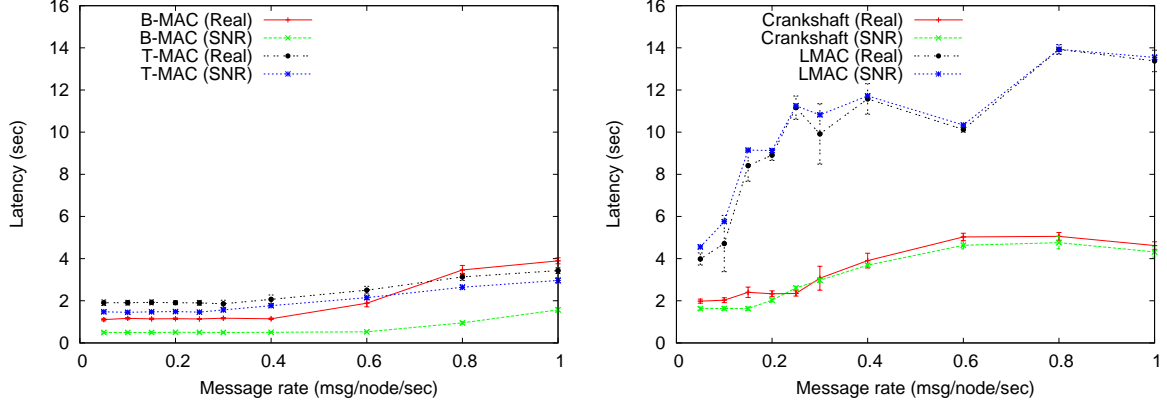 Latency (sec)
16
14
12
10
8
6
4
2
0
B-MAC (Real)
B-MAC (SNR)
T-MAC (Real)
T-MAC (SNR)
0 0.2 0.4 0.6 0.8 1
Message rate (msg/node/sec)
Latency (sec)
16
14
12
10
8
6
4
2
0
Crankshaft (Real)
Crankshaft (SNR)
LMAC (Real)
LMAC (SNR)
0 0.2 0.4 0.6 0.8 1
Message rate (msg/node/sec)